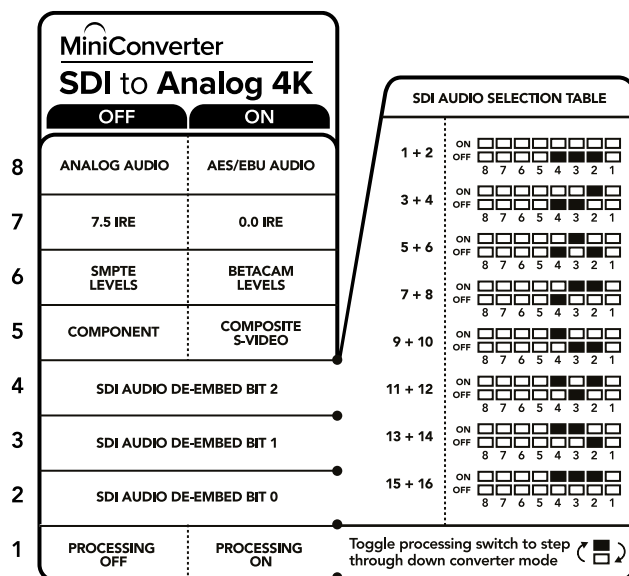 MiniConverter
SDI to Analog 4K
OFF ON
8 ANALOG AUDIO AES/EBU AUDIO
7 7.5 IRE 0.0 IRE
6 SMPTE LEVELS BETACAM LEVELS
5 COMPONENT COMPOSITE S-VIDEO
4 SDI AUDIO DE-EMBED BIT 2
3 SDI AUDIO DE-EMBED BIT 1
2 SDI AUDIO DE-EMBED BIT 0
1 PROCESSING OFF PROCESSING ON
SDI AUDIO SELECTION TABLE
1 + 2 ON
OFF
8 7 6 5 4 3 2 1
3 + 4 ON
OFF
8 7 6 5 4 3 2 1
5 + 6 ON
OFF
8 7 6 5 4 3 2 1
7 + 8 ON
OFF
8 7 6 5 4 3 2 1
9 + 10 ON
OFF
8 7 6 5 4 3 2 1
11 + 12 ON
OFF
8 7 6 5 4 3 2 1
13 + 14 ON
OFF
8 7 6 5 4 3 2 1
15 + 16 ON
OFF
8 7 6 5 4 3 2 1
Toggle processing switch to step
through down converter mode